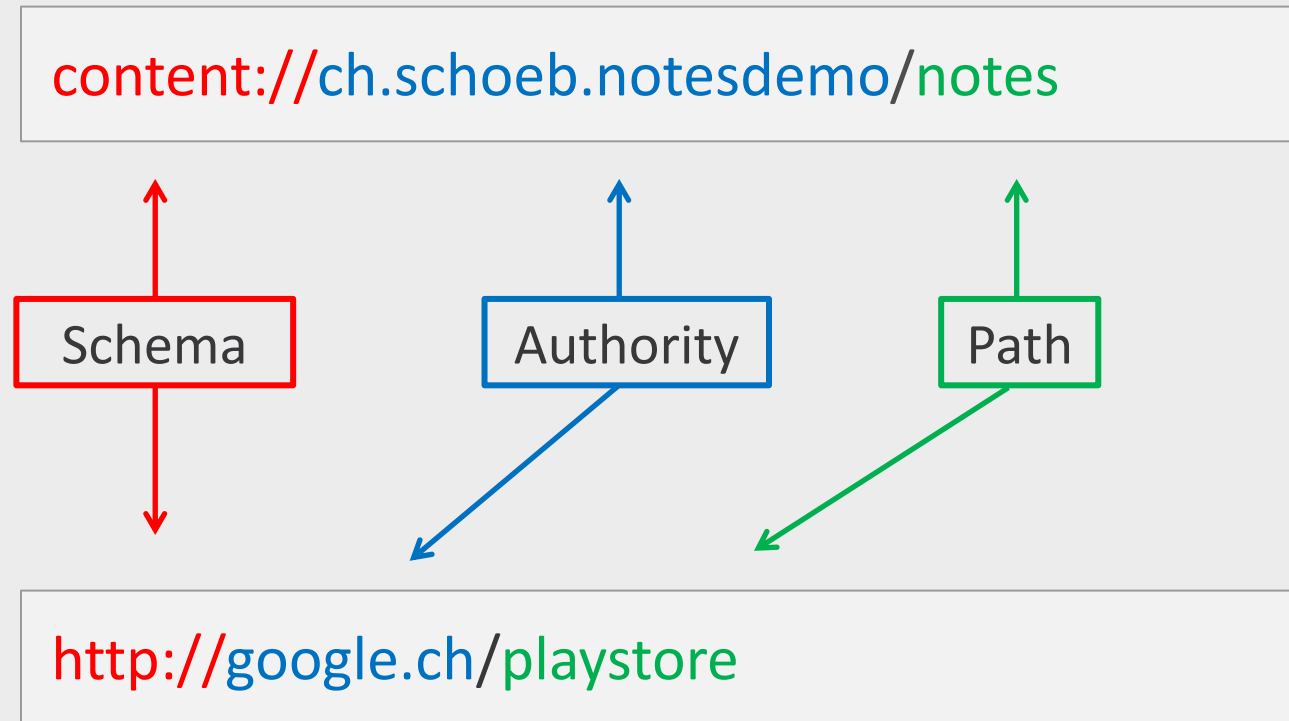 content://ch.schoeb.notesdemo/notes
Schema Authority Path
http://google.ch/playstore